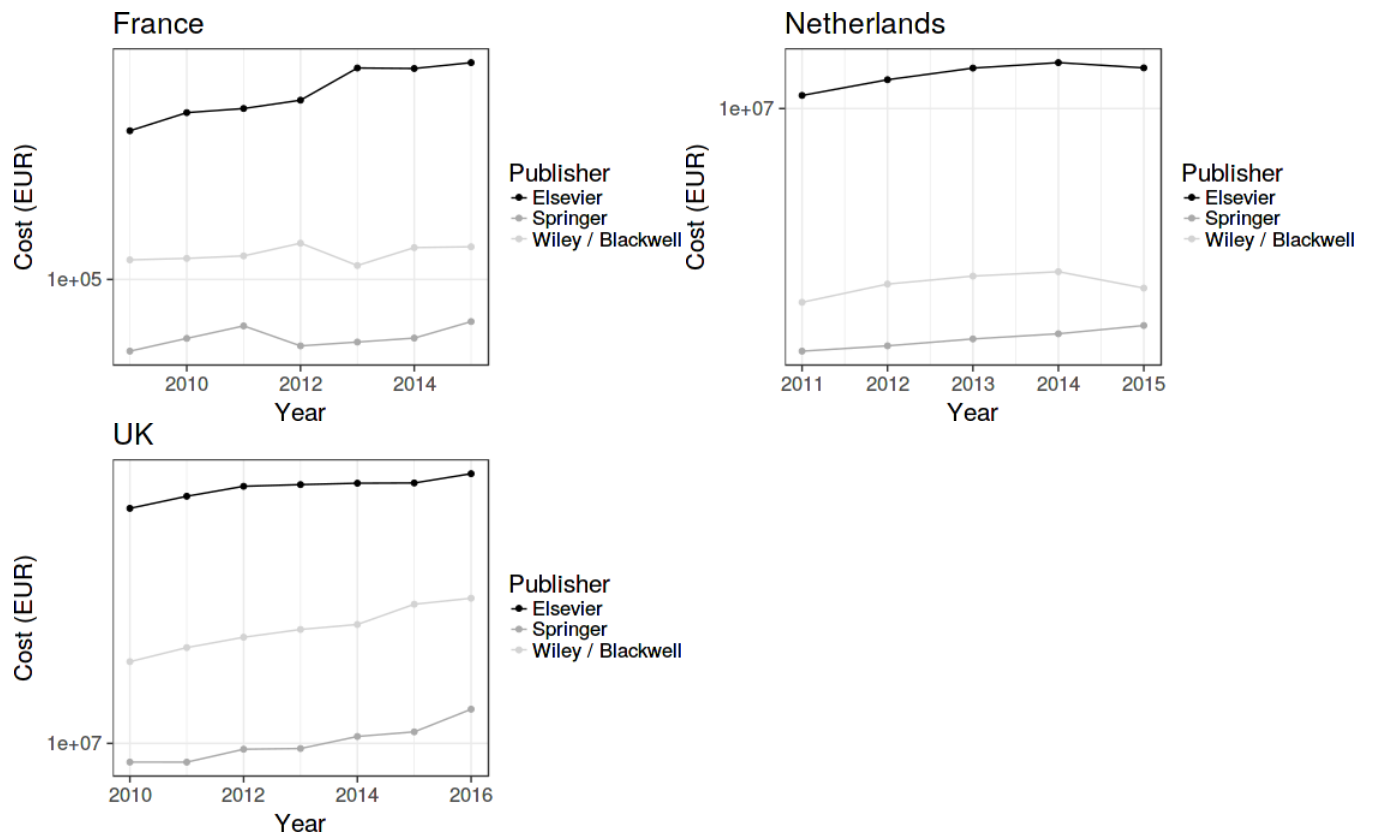 France
Cost (EUR)
1e+05
2010 2012 2014
Year
Publisher
Elsevier
Springer
Wiley / Blackwell
Netherlands
Cost (EUR)
1e+07
2011 2012 2013 2014 2015
Year
Publisher
Elsevier
Springer
Wiley / Blackwell
UK
Cost (EUR)
1e+07
2010 2012 2014 2016
Year
Publisher
Elsevier
Springer
Wiley / Blackwell